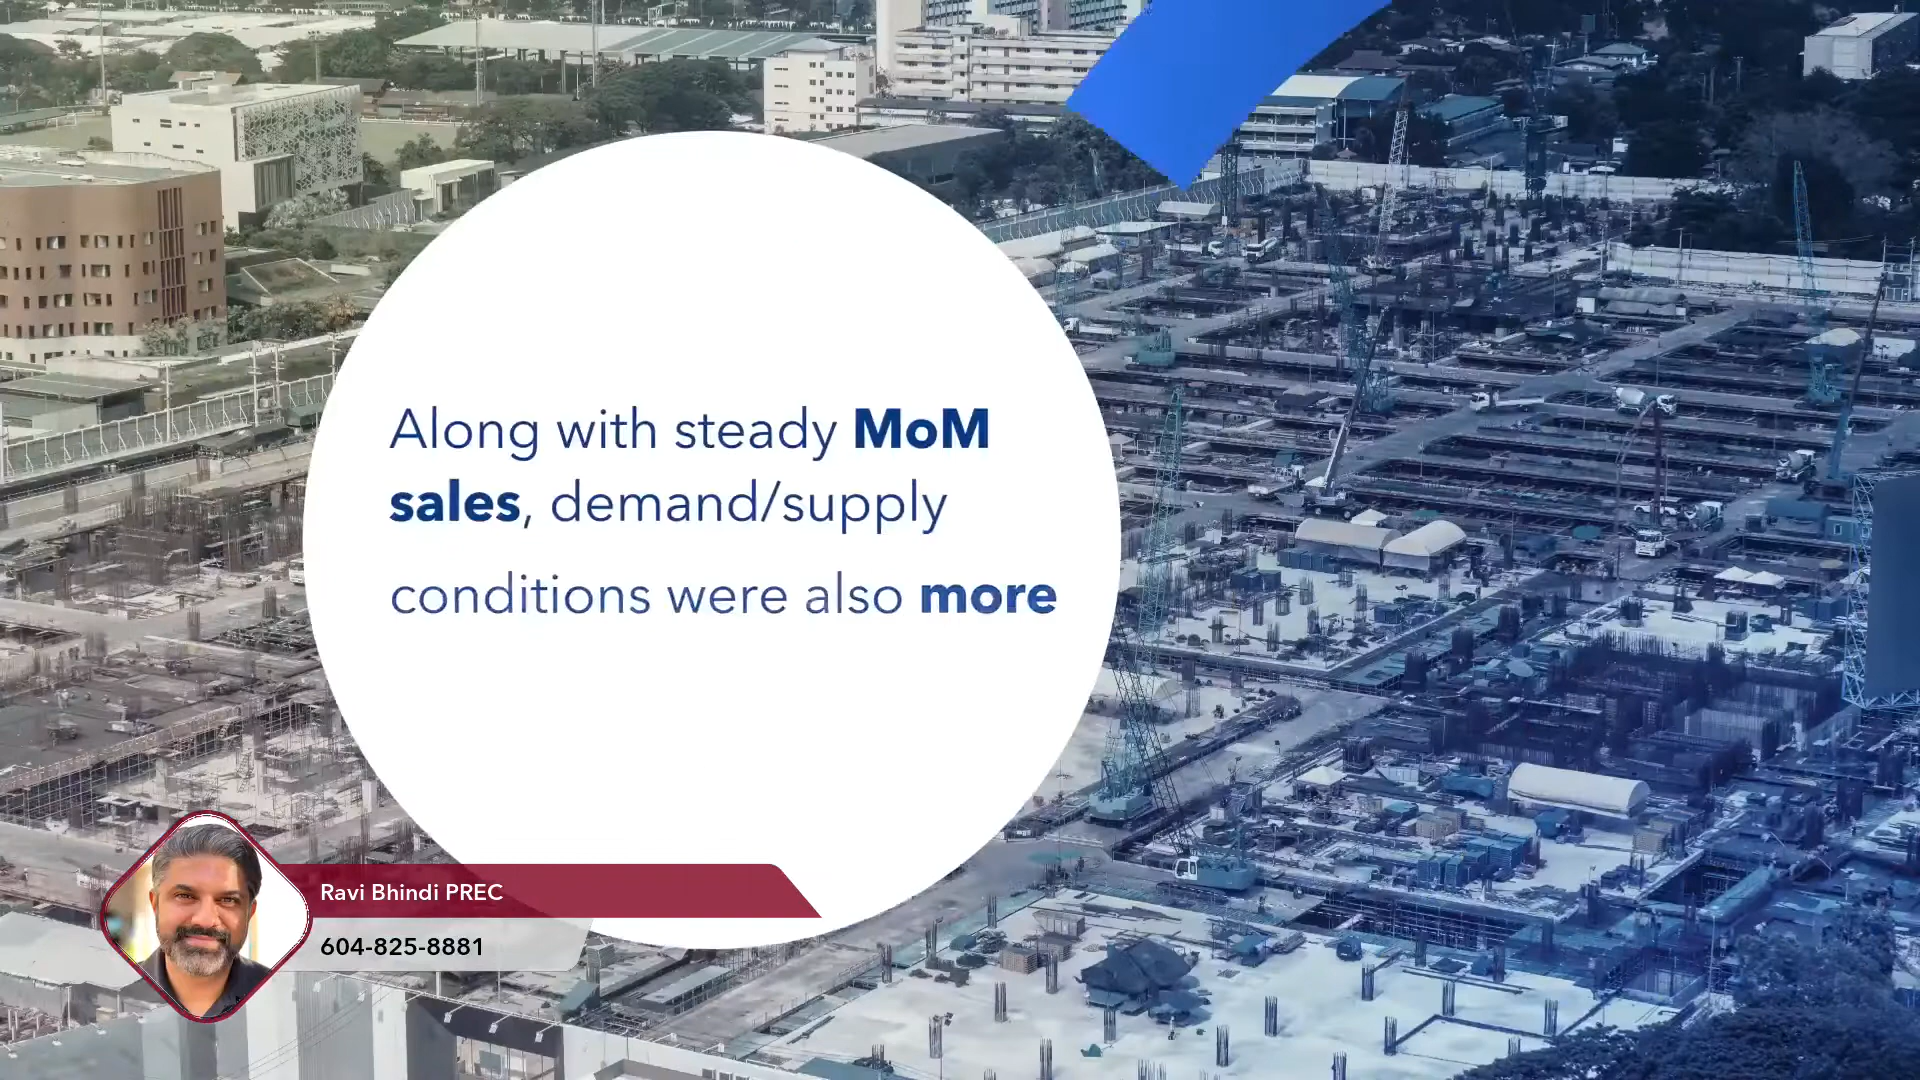 Along with steady MoM
sales, demand/supply
conditions were also more
Ravi Bhindi PREC
604-825-8881